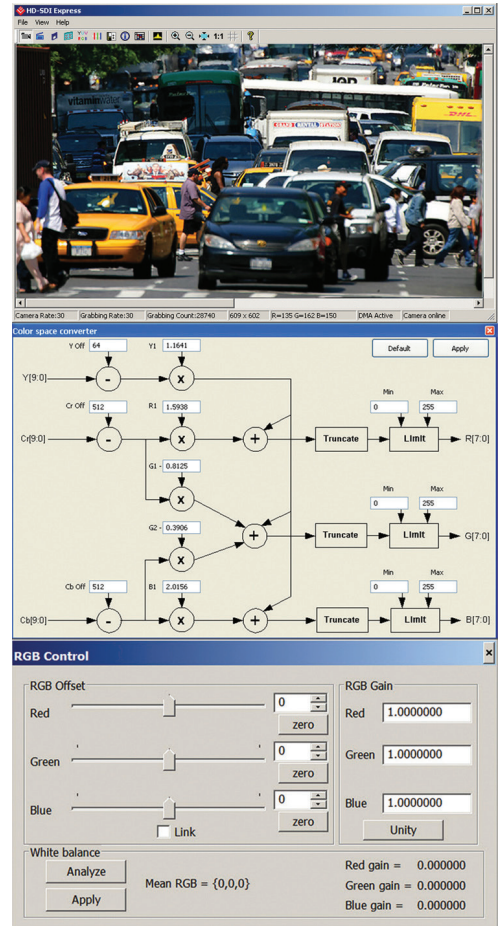 HD-SDI Express
File View Help
1:1
vitaminwater
IRON
GRAND RENTAL STATION
DHL
Camera Rate:30 Grabbing Rate:30 Grabbing Count:28740 609 x 602 R=135 G=162 B=150 DMA Active Camera online
Color space converter
Y Off 64 Y1 1.1641 Default Apply
Y[9:0] - X
Cr Off 512 R1 1.5938 Min Max
0 255
Cr[9:0] - X + Truncate Limit R[7:0]
G1 - 0.8125
X
Min Max
G2 - 0.3906 0 255
+ Truncate Limit G[7:0]
X
Min Max
Cb Off 512 B1 2.0156 0 255
Cb[9:0] - X + Truncate Limit B[7:0]
RGB Control
RGB Offset
Red 0
zero
Green 0
zero
Blue 0
zero
Link
RGB Gain
Red 1.0000000
Green 1.0000000
Blue 1.0000000
Unity
White balance
Analyze
Apply
Mean RGB = {0,0,0}
Red gain = 0.000000
Green gain = 0.000000
Blue gain = 0.000000